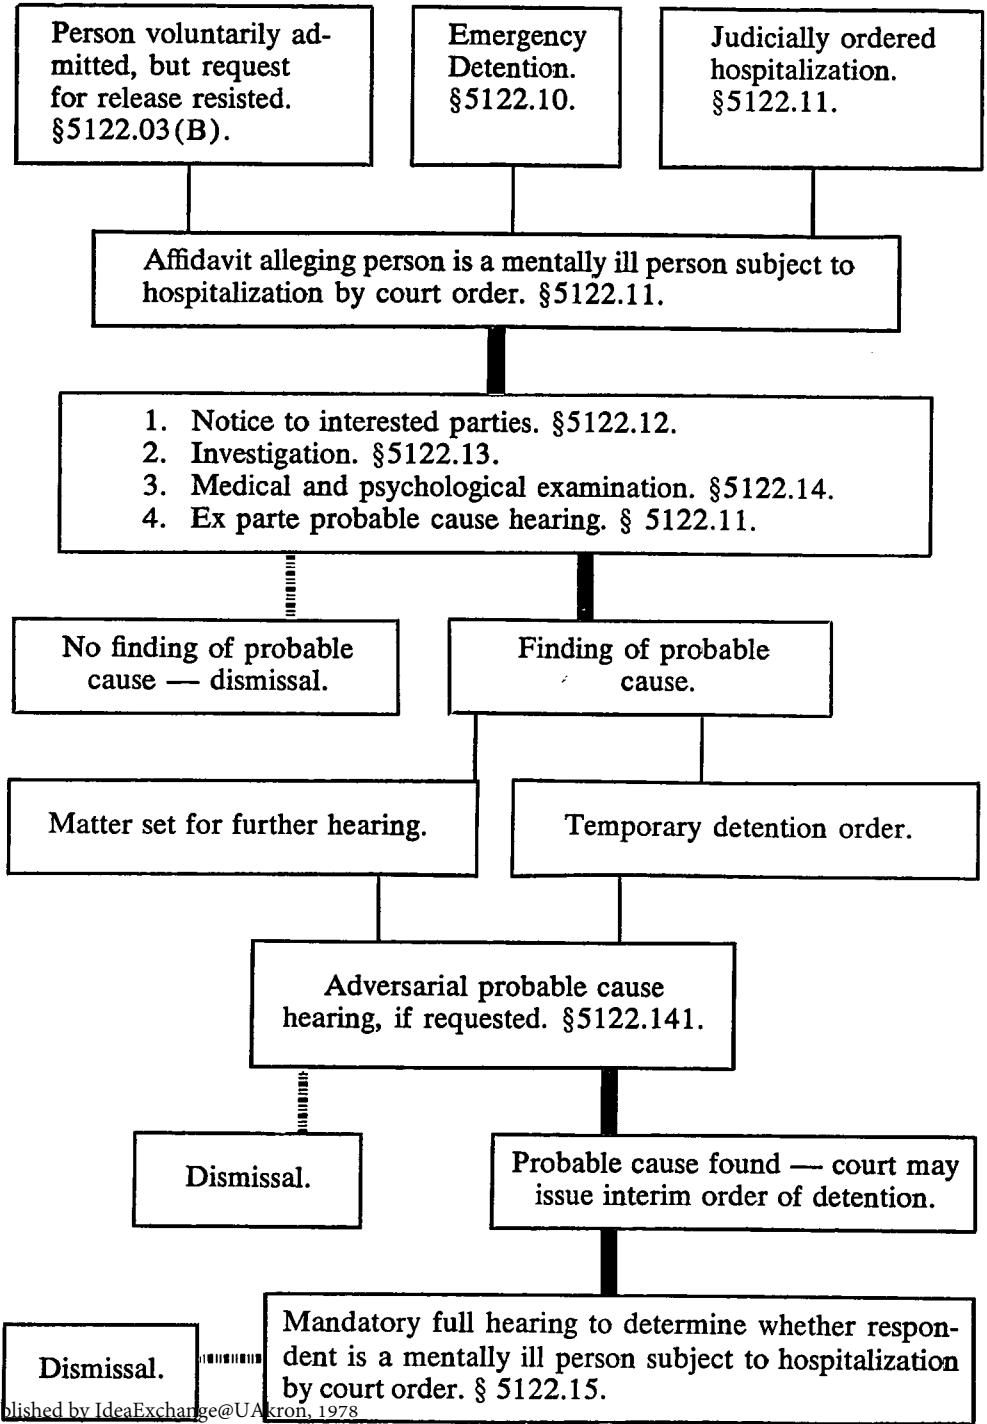 Person voluntarily ad-
mitted, but request
for release resisted.
§5122.03(B).
Emergency
Detention.
§5122.10.
Judicially ordered
hospitalization.
§5122.11.
Affidavit alleging person is a mentally ill person subject to
hospitalization by court order. §5122.11.
1. Notice to interested parties. §5122.12.
2. Investigation. §5122.13.
3. Medical and psychological examination. §5122.14.
4. Ex parte probable cause hearing. § 5122.11.
No finding of probable
cause — dismissal.
Finding of probable
cause.
Matter set for further hearing.
Temporary detention order.
Adversarial probable cause
hearing, if requested. §5122.141.
Dismissal.
Probable cause found — court may
issue interim order of detention.
Mandatory full hearing to determine whether respon-
dent is a mentally ill person subject to hospitalization
by court order. § 5122.15.
Dismissal.
blished by IdeaExchange@UAkron, 1978